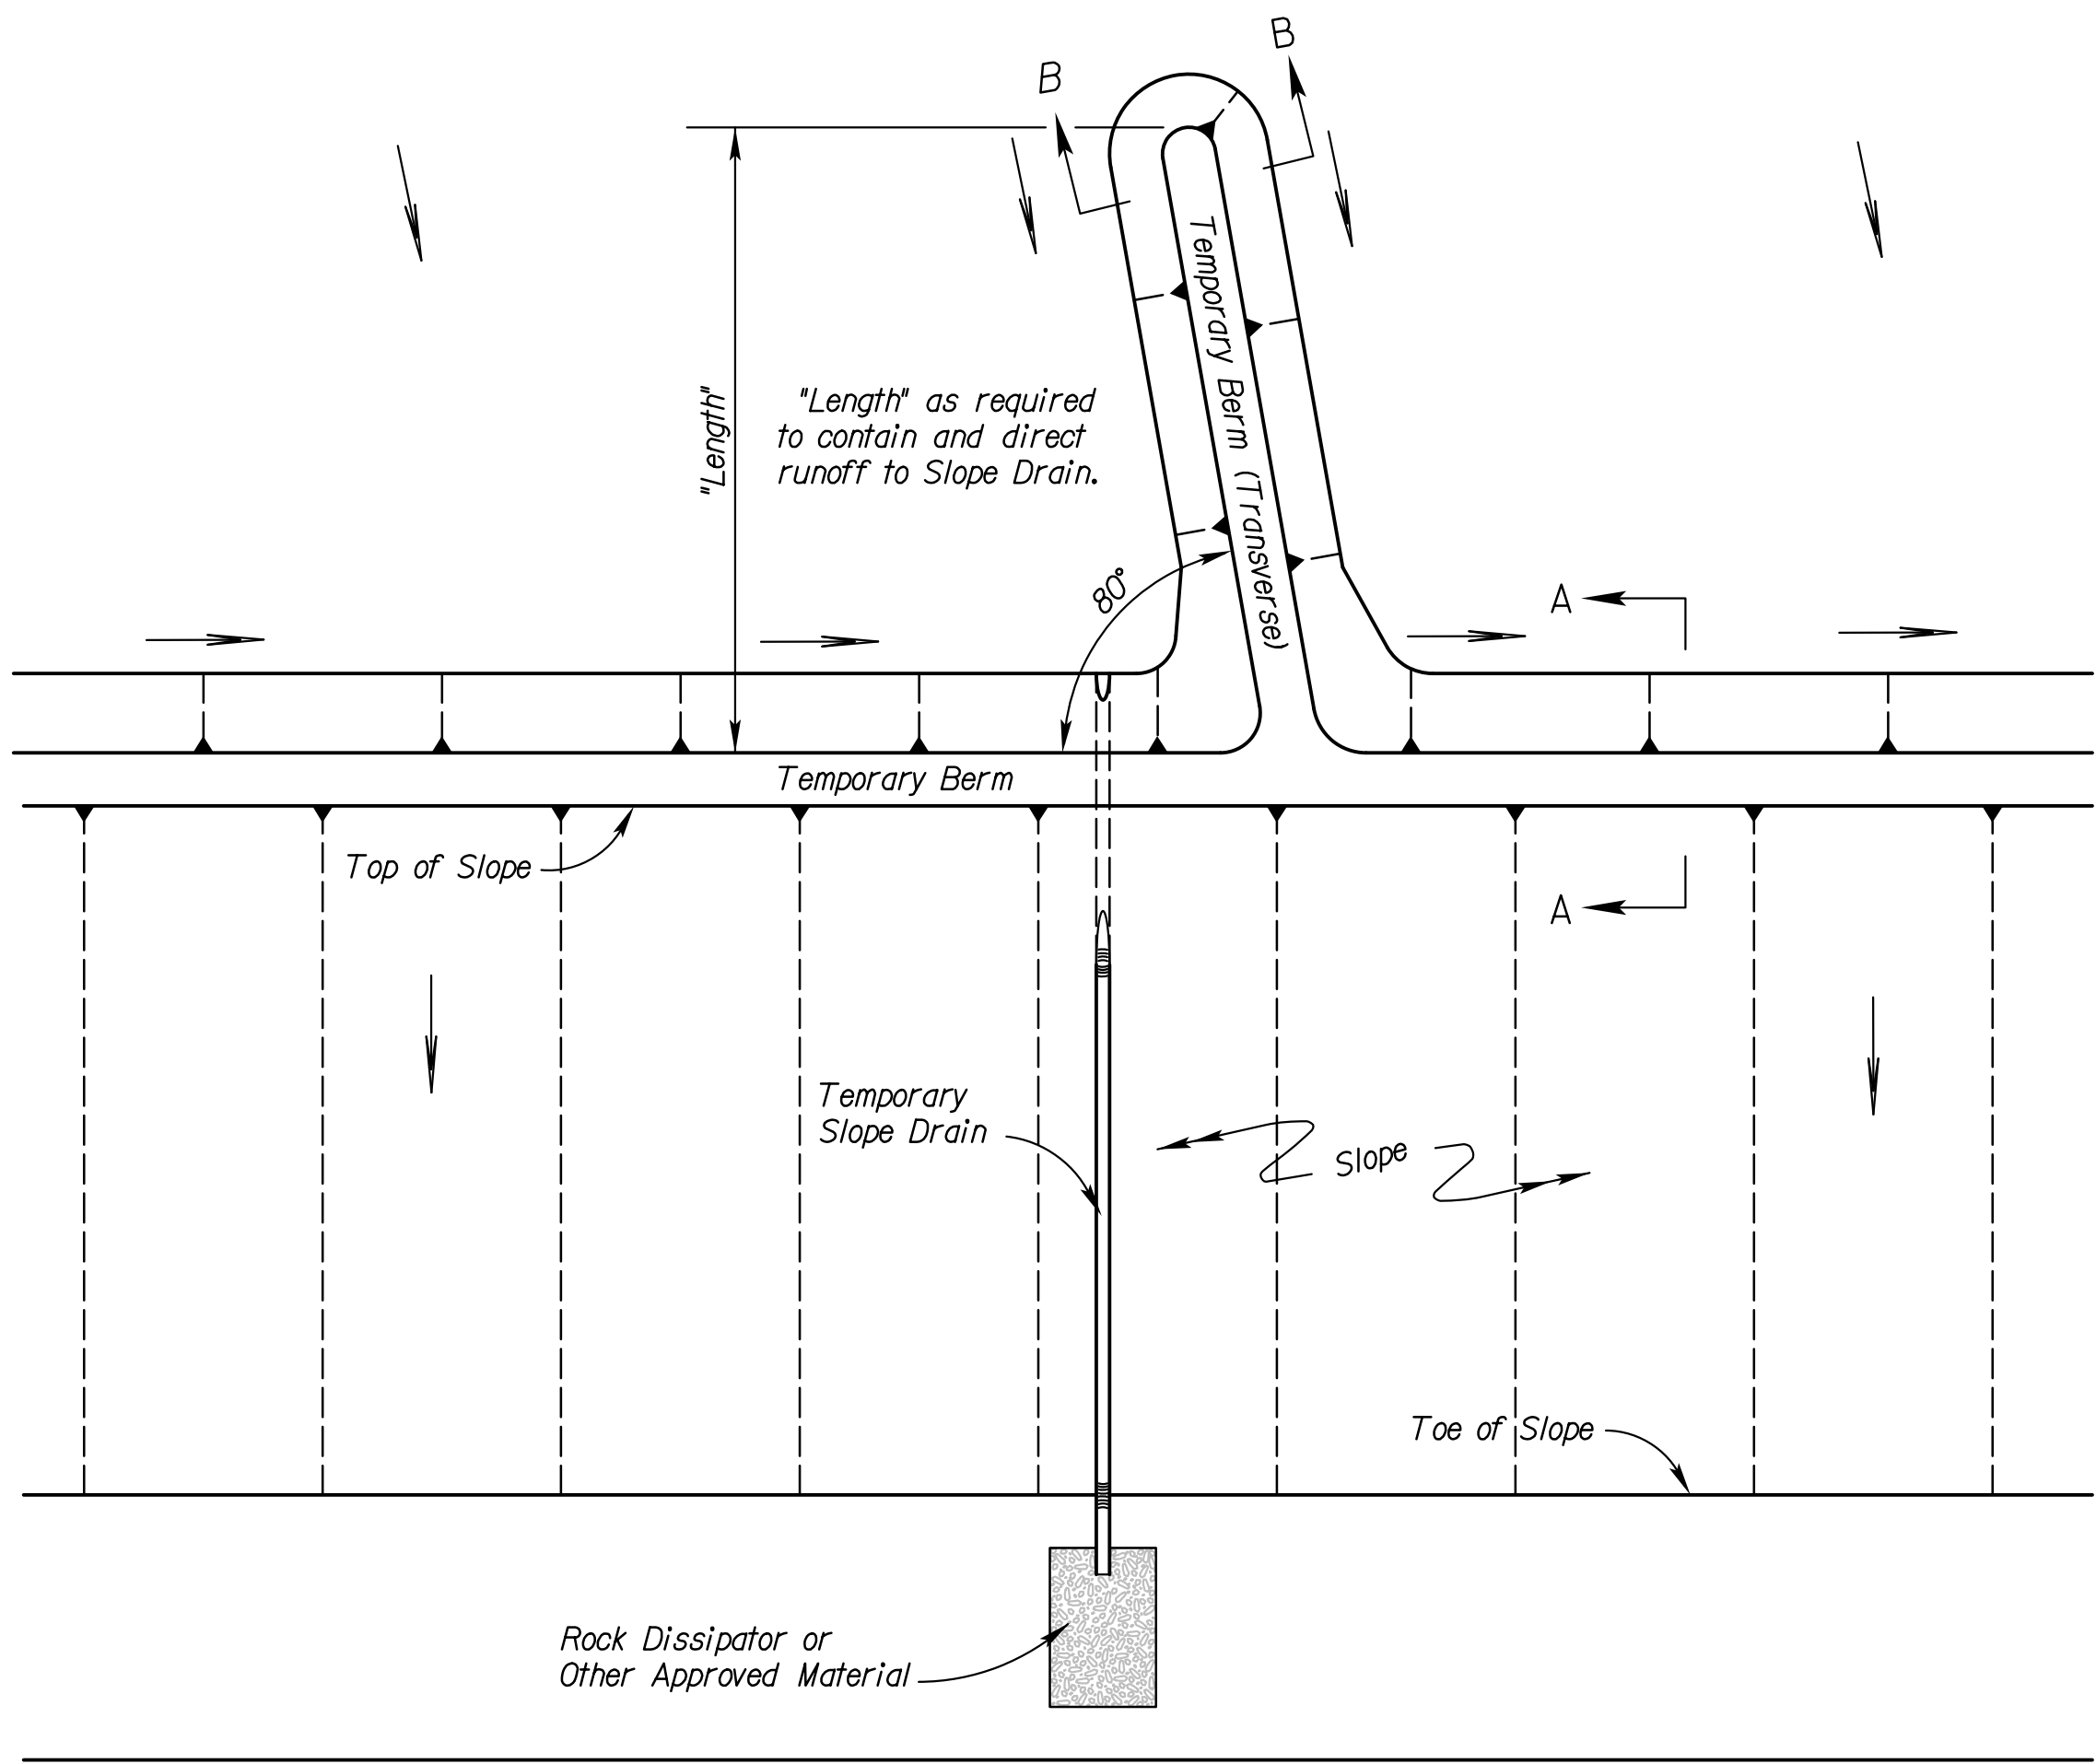 B
B
"Length"
"Length" as required
to contain and direct
runoff to Slope Drain.
Temporary Berm (Transverse)
80°
A
Temporary Berm
Top of Slope
A
Temporary
Slope Drain
Slope
Toe of Slope
Rock Dissipator or
Other Approved Material